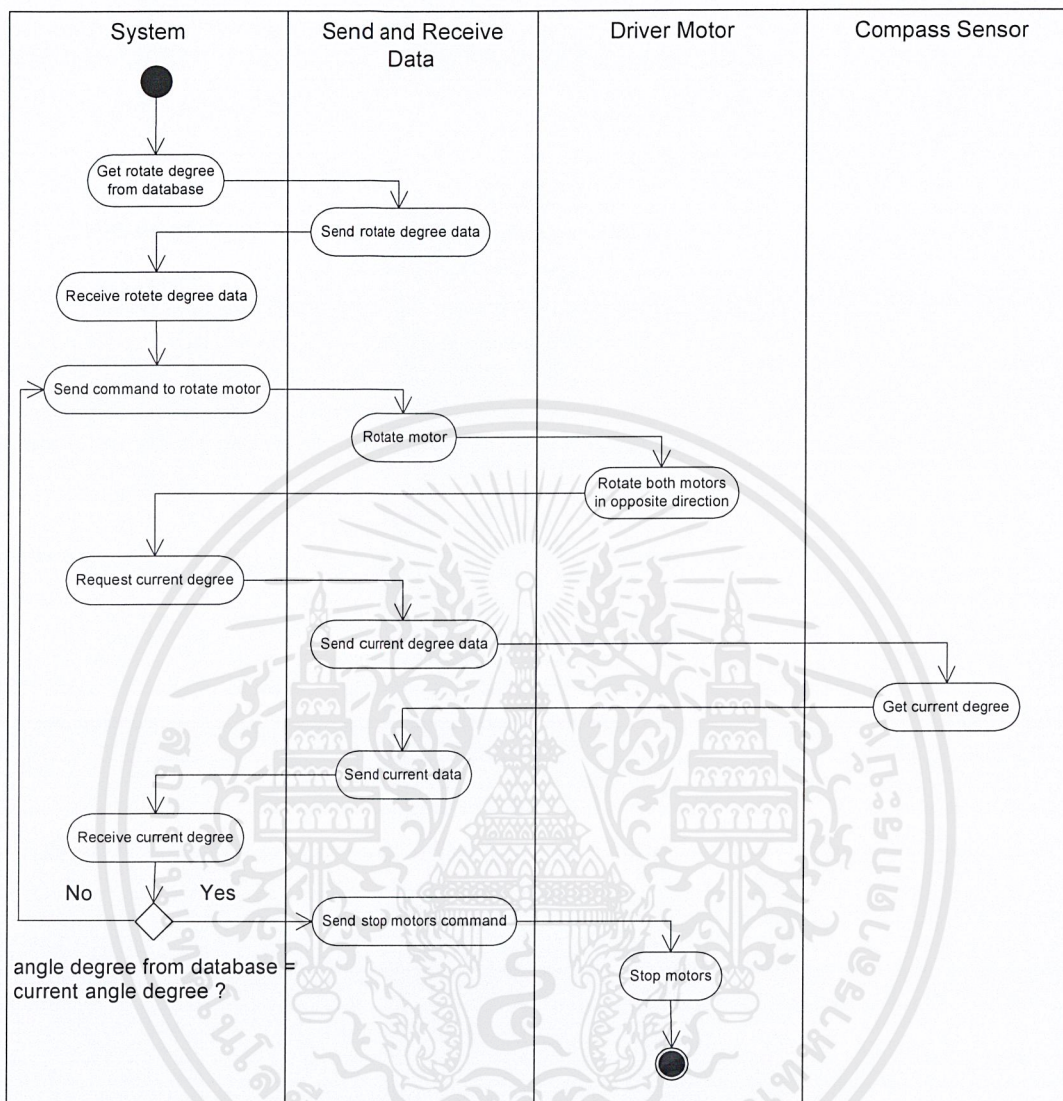 System
Send and Receive
Data
Driver Motor
Compass Sensor
Get rotate degree
from database
Send rotate degree data
Receive rotete degree data
Send command to rotate motor
Rotate motor
Rotate both motors
in opposite direction
Request current degree
Send current degree data
Get current degree
Send current data
Receive current degree
No
Yes
Send stop motors command
angle degree from database =
current angle degree ?
Stop motors